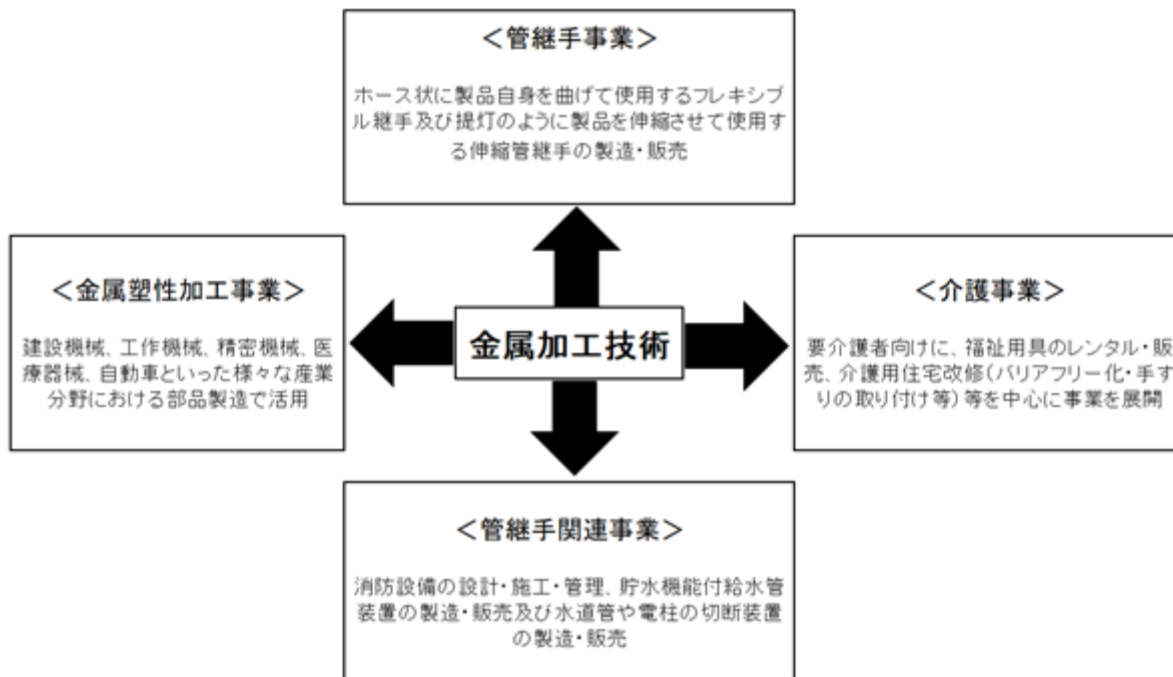 ＜管継手事業＞
ホース状に製品自身を曲げて使用するフレキシブ
ル継手及び提灯のように製品を伸縮させて使用す
る伸縮管継手の製造・販売
＜金属塑性加工事業＞
建設機械、工作機械、精密機械、医
療器械、自動車といった様々な産業
分野における部品製造で活用
金属加工技術
＜介護事業＞
要介護者向けに、福祉用具のレンタル・販
売、介護用住宅改修（バリアフリー化・手す
りの取り付け等）等を中心に事業を展開
＜管継手関連事業＞
消防設備の設計・施工・管理、貯水機能付給水管
装置の製造・販売及び水道管や電柱の切断装置
の製造・販売